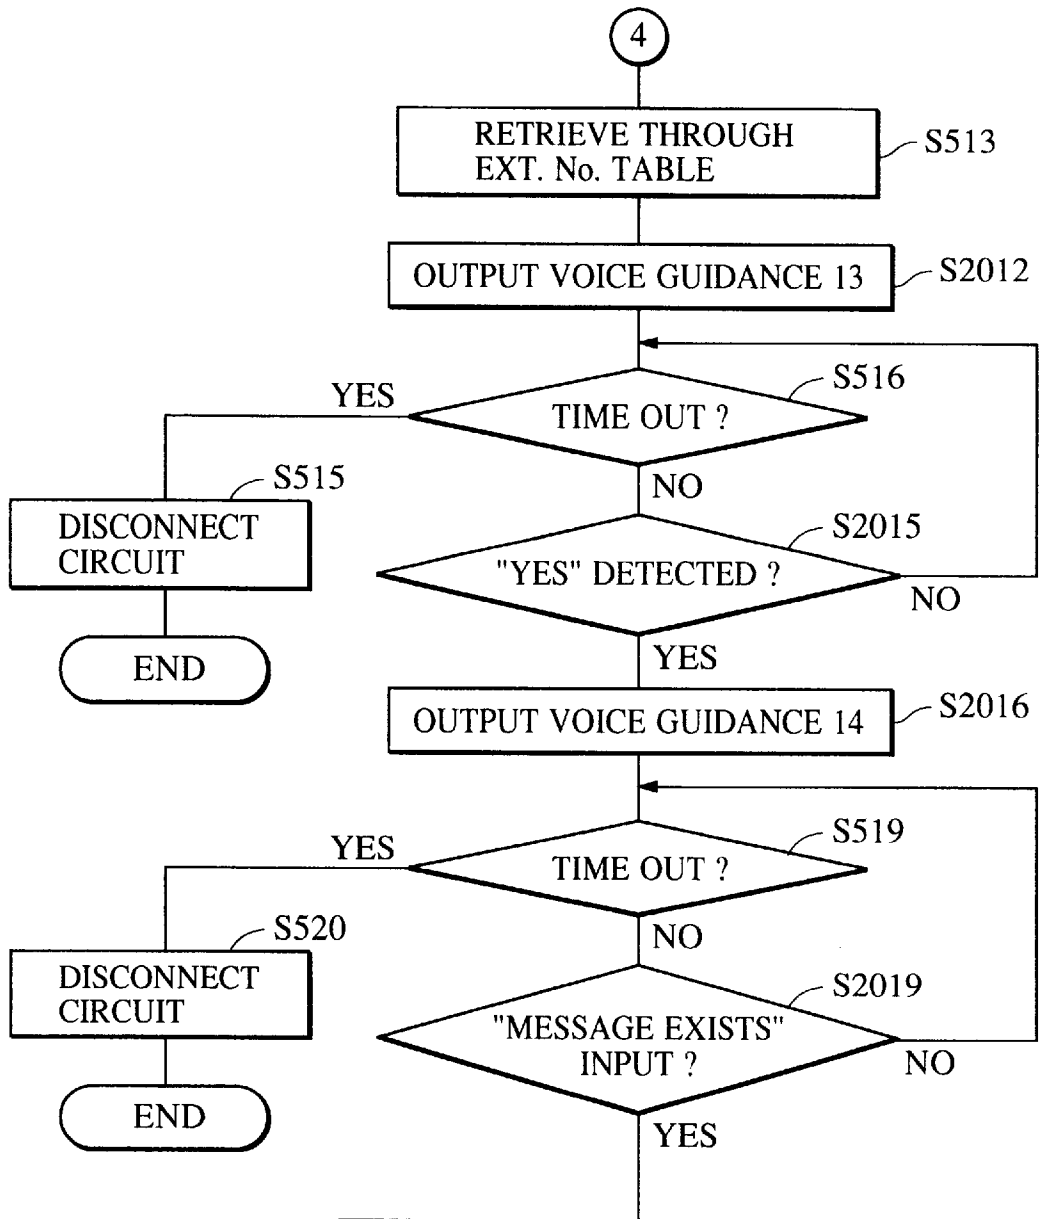 4
RETRIEVE THROUGH
EXT. No. TABLE
S513
OUTPUT VOICE GUIDANCE 13
S2012
S516
YES
TIME OUT ?
NO
S515
DISCONNECT
CIRCUIT
END
S2015
"YES" DETECTED ?
NO
YES
OUTPUT VOICE GUIDANCE 14
S2016
S519
YES
TIME OUT ?
NO
S520
DISCONNECT
CIRCUIT
END
S2019
"MESSAGE EXISTS"
INPUT ?
NO
YES